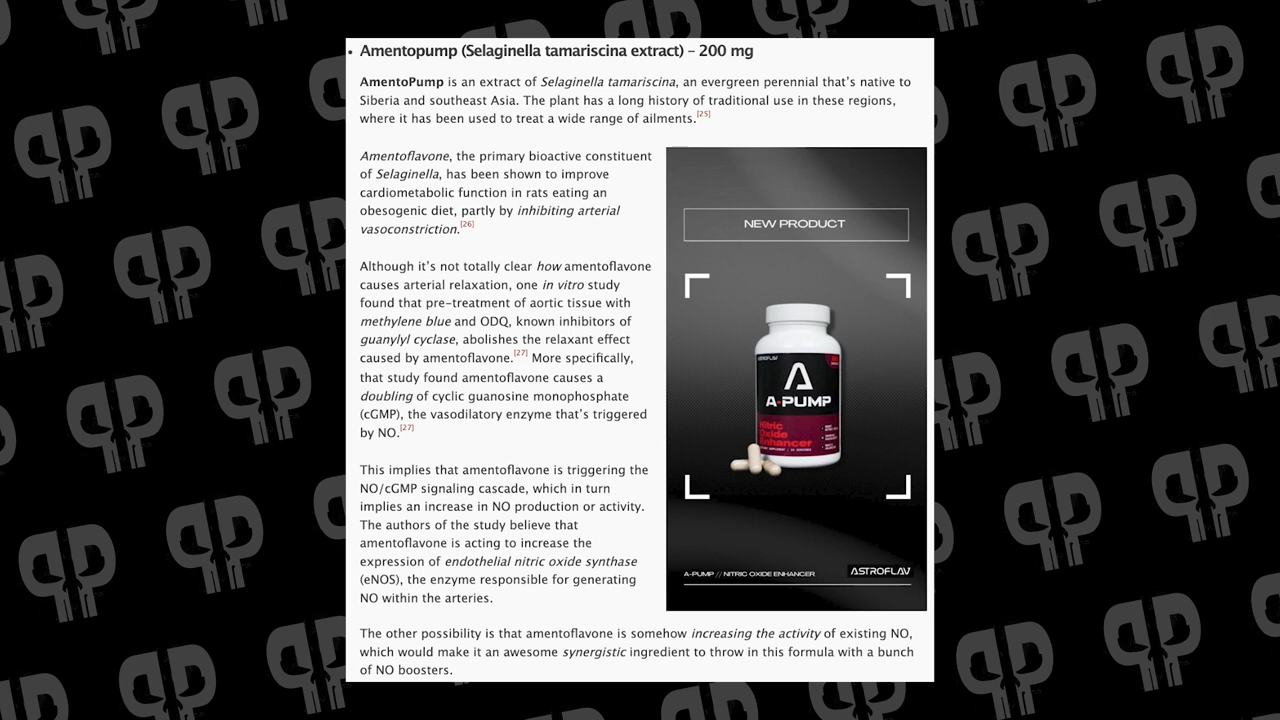 • Amentopump (Selaginella tamariscina extract) – 200 mg
AmentoPump is an extract of Selaginella tamariscina, an evergreen perennial that's native to
Siberia and southeast Asia. The plant has a long history of traditional use in these regions,
where it has been used to treat a wide range of ailments.[25]
Amentoflavone, the primary bioactive constituent
of Selaginella, has been shown to improve
cardiometabolic function in rats eating an
obesogenic diet, partly by inhibiting arterial
vasoconstriction.[26]
Although it's not totally clear how amentoflavone
causes arterial relaxation, one in vitro study
found that pre-treatment of aortic tissue with
methylene blue and ODQ, known inhibitors of
guanylyl cyclase, abolishes the relaxant effect
caused by amentoflavone.[27] More specifically,
that study found amentoflavone causes a
doubling of cyclic guanosine monophosphate
(cGMP), the vasodilatory enzyme that's triggered
by NO.[27]
This implies that amentoflavone is triggering the
NO/cGMP signaling cascade, which in turn
implies an increase in NO production or activity.
The authors of the study believe that
amentoflavone is acting to increase the
expression of endothelial nitric oxide synthase
(eNOS), the enzyme responsible for generating
NO within the arteries.
NEW PRODUCT
ASTROFLAV
A-PUMP
Nitric
Oxide
Enhancer
A-PUMP // NITRIC OXIDE ENHANCER
ASTROFLAV
The other possibility is that amentoflavone is somehow increasing the activity of existing NO,
which would make it an awesome synergistic ingredient to throw in this formula with a bunch
of NO boosters.